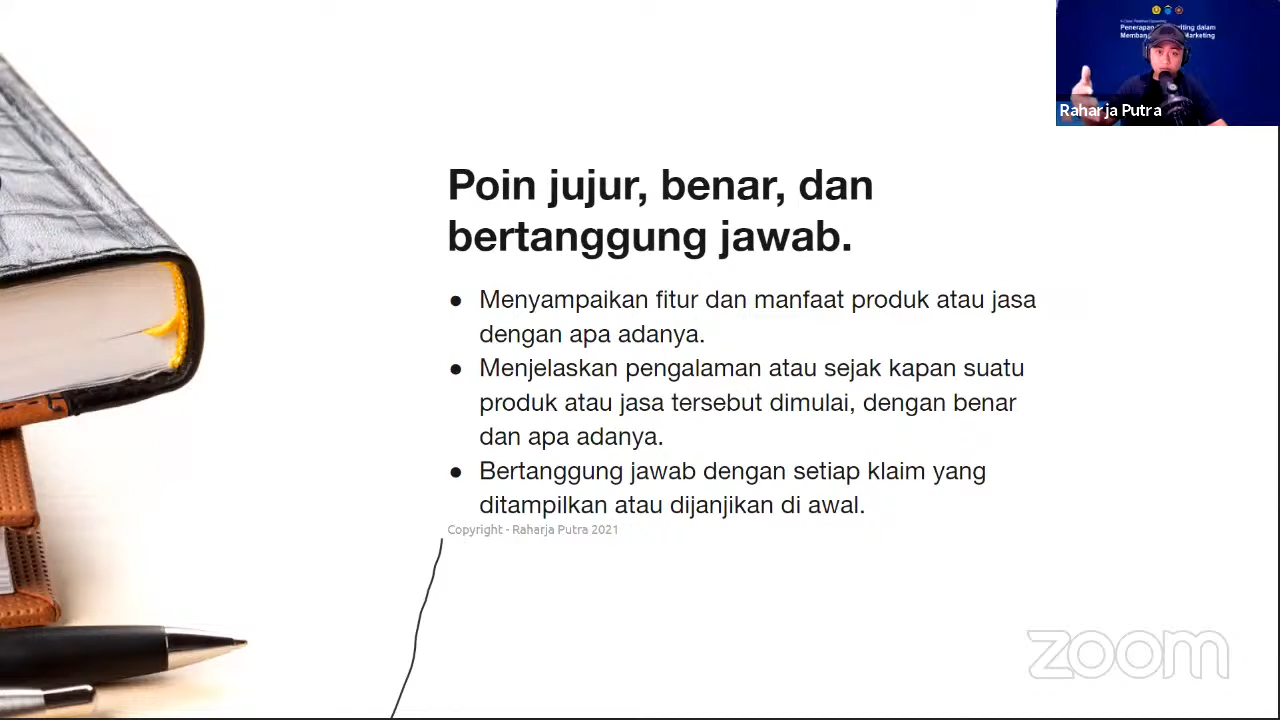 Raharja Putra
Poin jujur, benar, dan
bertanggung jawab.
● Menyampaikan fitur dan manfaat produk atau jasa
dengan apa adanya.
● Menjelaskan pengalaman atau sejak kapan suatu
produk atau jasa tersebut dimulai, dengan benar
dan apa adanya.
● Bertanggung jawab dengan setiap klaim yang
ditampilkan atau dijanjikan di awal.
Copyright - Raharja Putra 2021
zoom